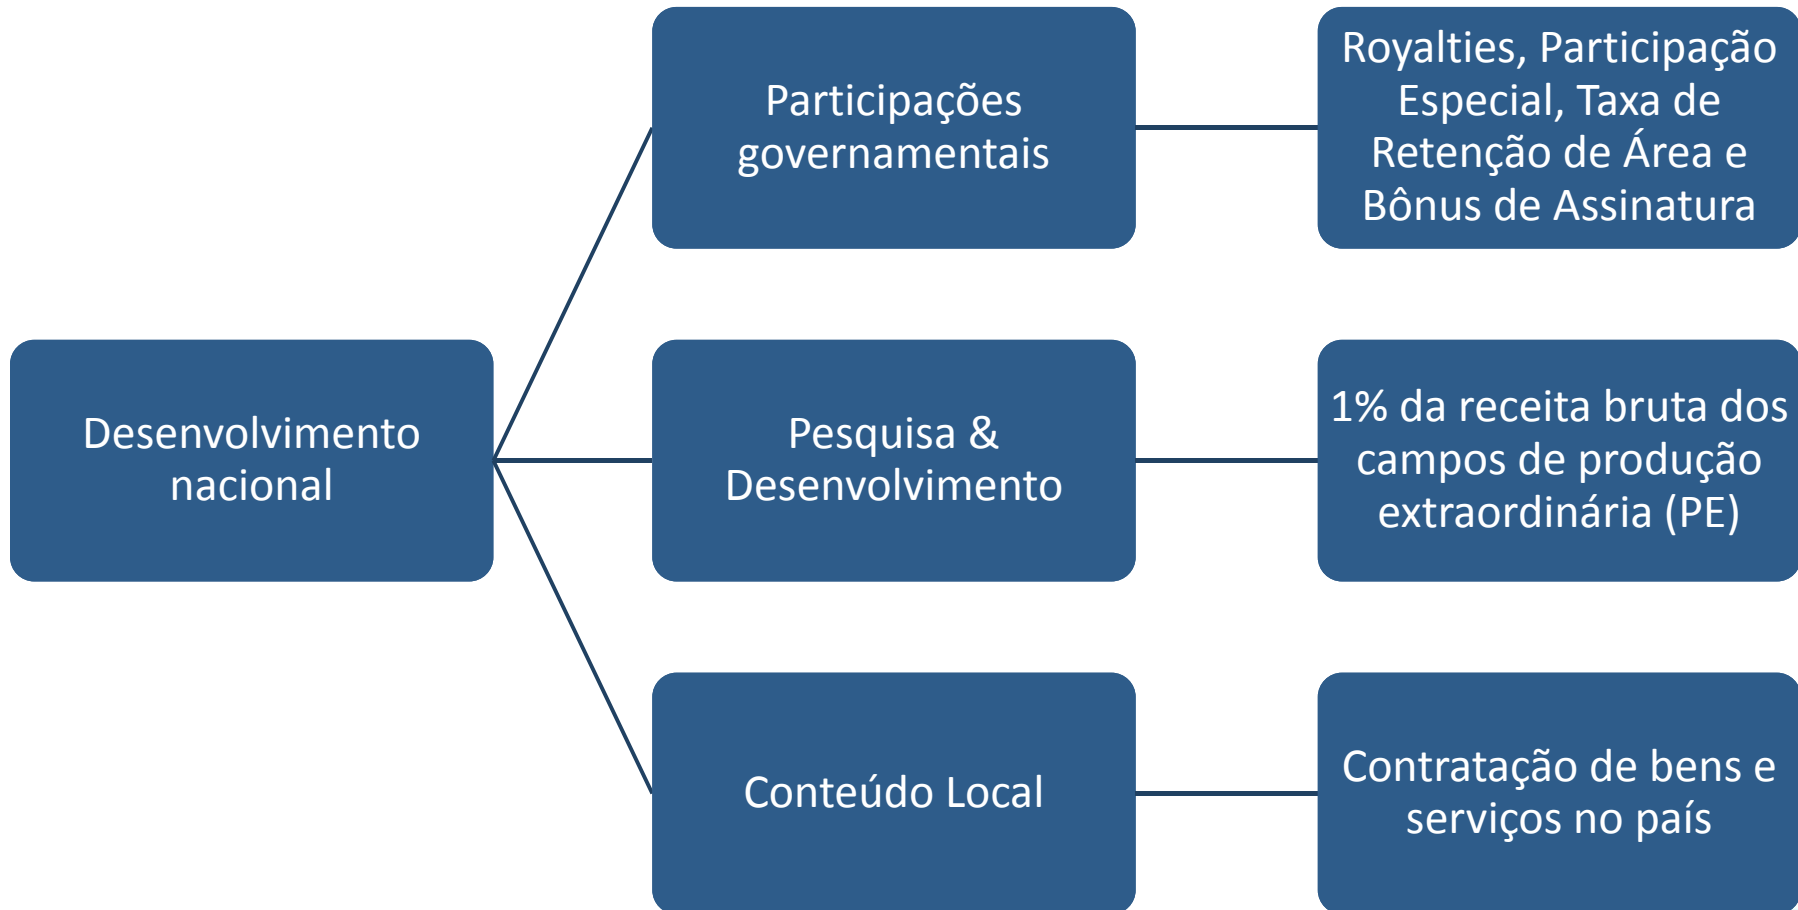 Desenvolvimento
nacional
Participações
governamentais
Royalties, Participação
Especial, Taxa de
Retenção de Área e
Bônus de Assinatura
Pesquisa &
Desenvolvimento
1% da receita bruta dos
campos de produção
extraordinária (PE)
Conteúdo Local
Contratação de bens e
serviços no país